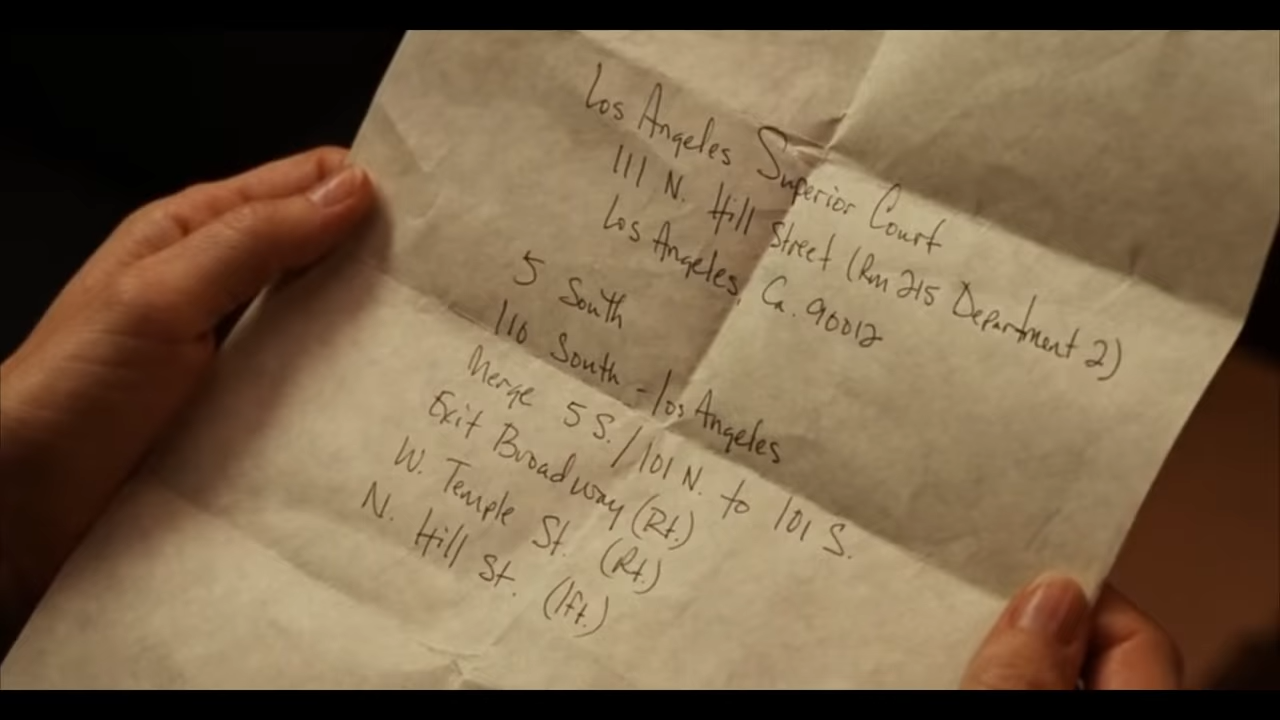 Los Angeles Superior Court
111 N. Hill Street (Rm 215 Department 2)
Los Angeles, Ca. 90012
5 South
110 South - Los Angeles
Merge 5 S. / 101 N. to 101 S.
Exit Broadway (Rt.)
W. Temple St. (Rt.)
N. Hill St. (lft.)